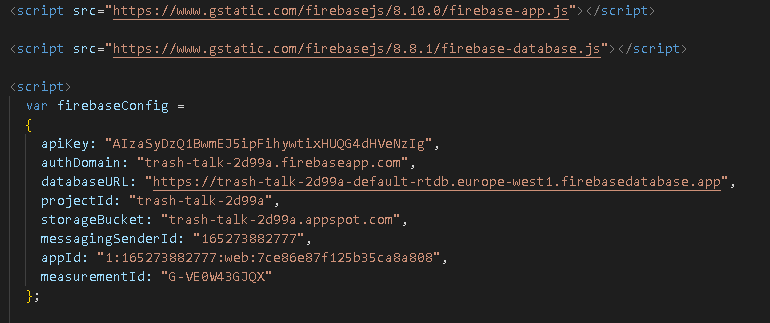 <script src="https://www.gstatic.com/firebasejs/8.10.0/firebase-app.js"></script>
<script src="https://www.gstatic.com/firebasejs/8.8.1/firebase-database.js"></script>
<script>
var firebaseConfig =
{
apiKey: "AIzaSyDzQ1BwmEJ5ipFihywtixHUQG4dHVeNzIg",
authDomain: "trash-talk-2d99a.firebaseapp.com",
databaseURL: "https://trash-talk-2d99a-default-rtdb.europe-west1.firebasedatabase.app",
projectId: "trash-talk-2d99a",
storageBucket: "trash-talk-2d99a.appspot.com",
messagingSenderId: "165273882777",
appId: "1:165273882777:web:7ce86e87f125b35ca8a808",
measurementId: "G-VE0W43GJQX"
};